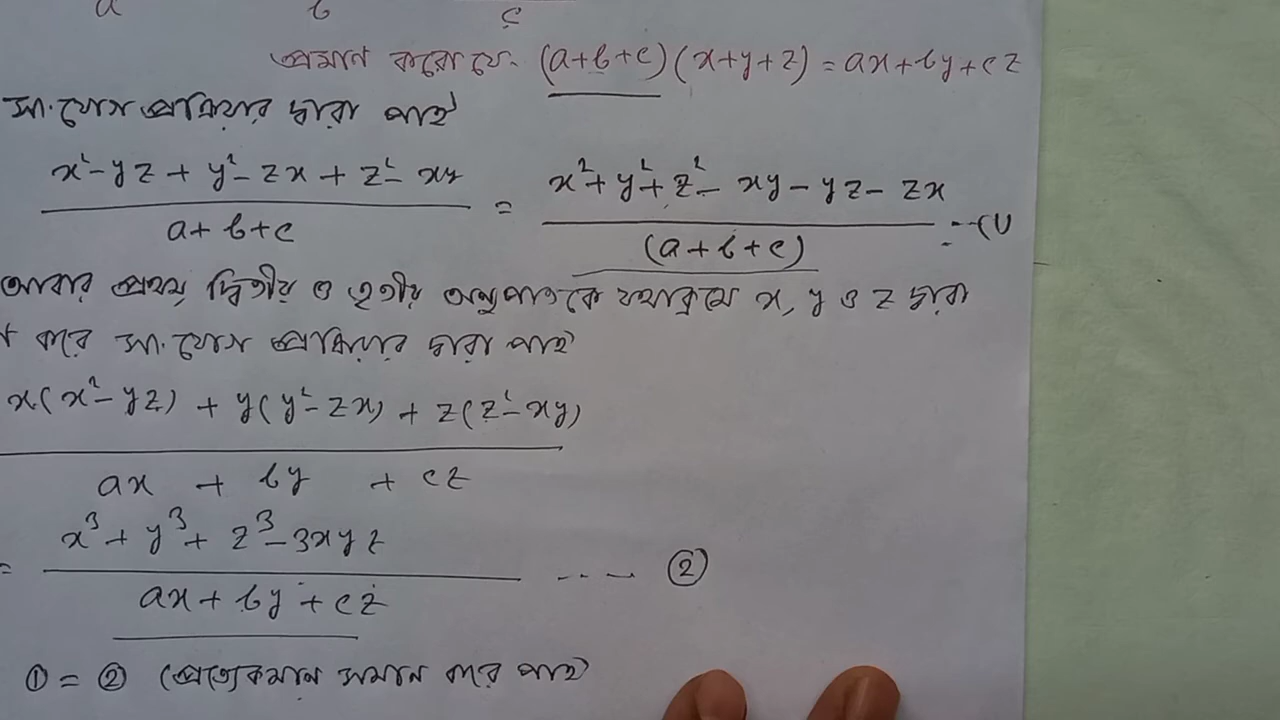 a b c
প্রমান করো যে. (a+b+c)(x+y+z) = ax+by+cz
সং.যোগ প্রক্রিয়ার দ্বারা পাই
x²-yz + y²-zx + z²-xy / a+b+c = x²+y²+z²-xy-yz-zx / (a+b+c) ...(1)
আবার প্রথম, দ্বিতীয় ও তৃতীয় অনুপাতকে যথাক্রমে x, y ও z দ্বারা
করে সং.যোগ প্রক্রিয়ার দ্বারা পাই
x(x²-yz) + y(y²-zx) + z(z²-xy) / ax + by + cz
= x³+y³+z³-3xyz / ax+by+cz .... ②
① = ② (প্রত্যেকমান সমান করে পাই)